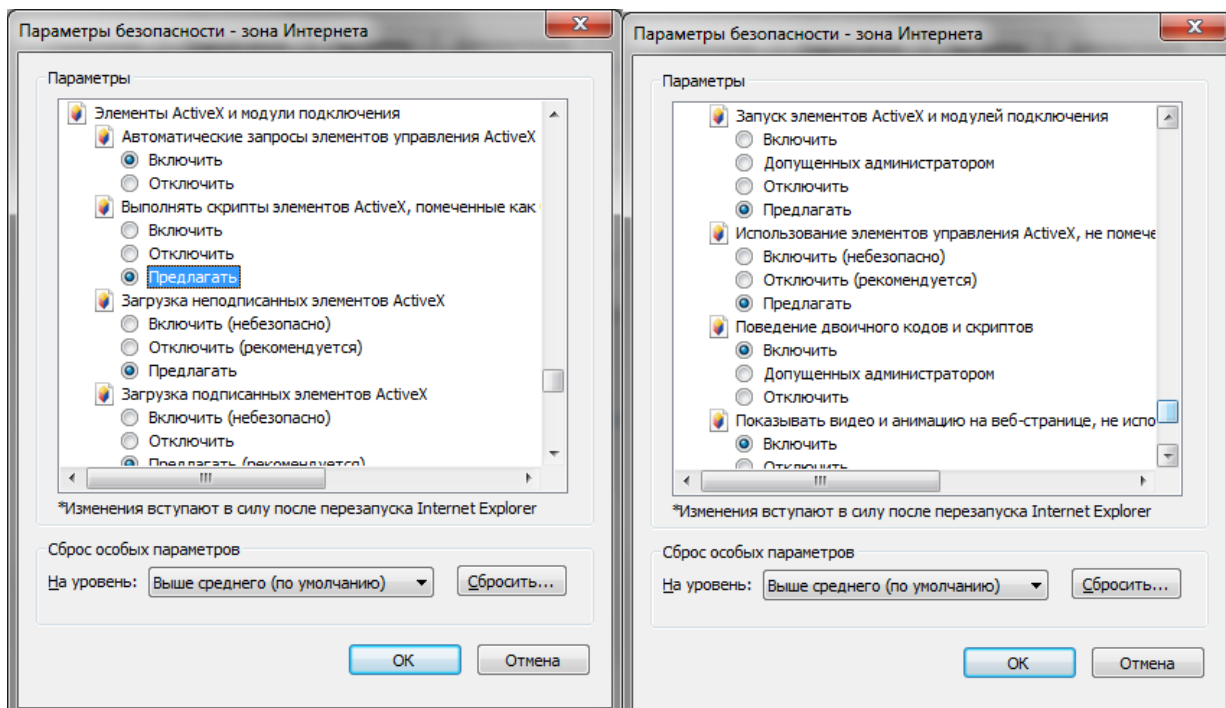 Параметры безопасности - зона Интернета
Параметры
Элементы ActiveX и модули подключения
Автоматические запросы элементов управления ActiveX
Включить
Отключить
Выполнять скрипты элементов ActiveX, помеченные как
Включить
Отключить
Предлагать
Загрузка неподписанных элементов ActiveX
Включить (небезопасно)
Отключить (рекомендуется)
Предлагать
Загрузка подписанных элементов ActiveX
Включить (небезопасно)
Отключить
Предлагать (рекомендуется)
*Изменения вступают в силу после перезапуска Internet Explorer
Сброс особых параметров
На уровень: Выше среднего (по умолчанию) Сбросить...
ОК Отмена
Параметры безопасности - зона Интернета
Параметры
Запуск элементов ActiveX и модулей подключения
Включить
Допущенных администратором
Отключить
Предлагать
Использование элементов управления ActiveX, не помече
Включить (небезопасно)
Отключить (рекомендуется)
Предлагать
Поведение двоичного кодов и скриптов
Включить
Допущенных администратором
Отключить
Показывать видео и анимацию на веб-странице, не испо
Включить
Отключить
*Изменения вступают в силу после перезапуска Internet Explorer
Сброс особых параметров
На уровень: Выше среднего (по умолчанию) Сбросить...
ОК Отмена